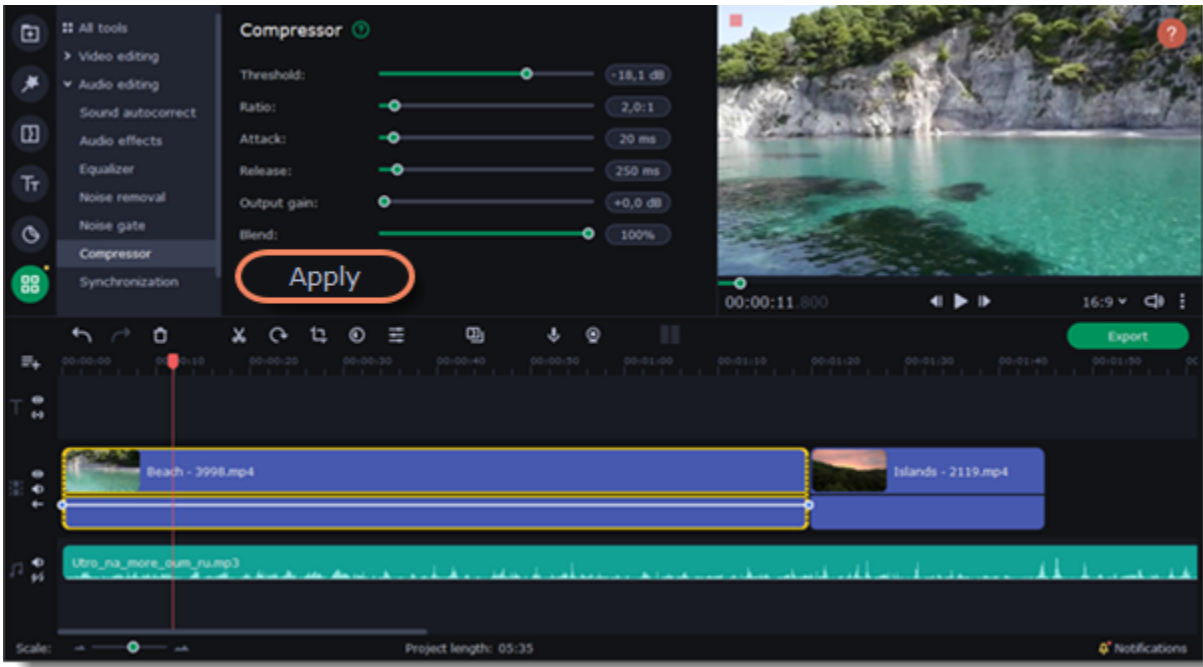 All tools
Video editing
Audio editing
Sound autocorrect
Audio effects
Equalizer
Noise removal
Noise gate
Compressor
Synchronization
Compressor ?
Threshold: -18,1 dB
Ratio: 2,0:1
Attack: 20 ms
Release: 250 ms
Output gain: +0,0 dB
Blend: 100%
Apply
?
00:00:11.800
16:9
Export
00:00:00 00:00:10 00:00:20 00:00:30 00:00:40 00:00:50 00:01:00 00:01:10 00:01:20 00:01:30 00:01:40 00:01:50
Beach - 3998.mp4 Islands - 2119.mp4
Utro_na_more_oum_ru.mp3
Scale: Project length: 05:35 Notifications